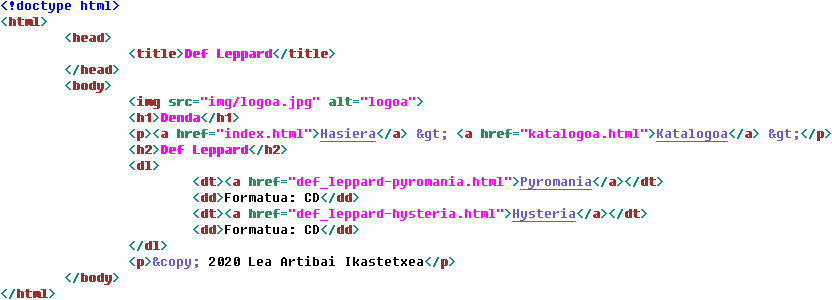 <!doctype html>
<html>
	<head>
		<title>Def Leppard</title>
	</head>
	<body>
		<img src="img/logoa.jpg" alt="logoa">
		<h1>Denda</h1>
		<p><a href="index.html">Hasiera</a> &gt; <a href="katalogoa.html">Katalogoa</a> &gt;</p>
		<h2>Def Leppard</h2>
		<dl>
			<dt><a href="def_leppard-pyromania.html">Pyromania</a></dt>
			<dd>Formatua: CD</dd>
			<dt><a href="def_leppard-hysteria.html">Hysteria</a></dt>
			<dd>Formatua: CD</dd>
		</dl>
		<p>&copy; 2020 Lea Artibai Ikastetxea</p>
	</body>
</html>